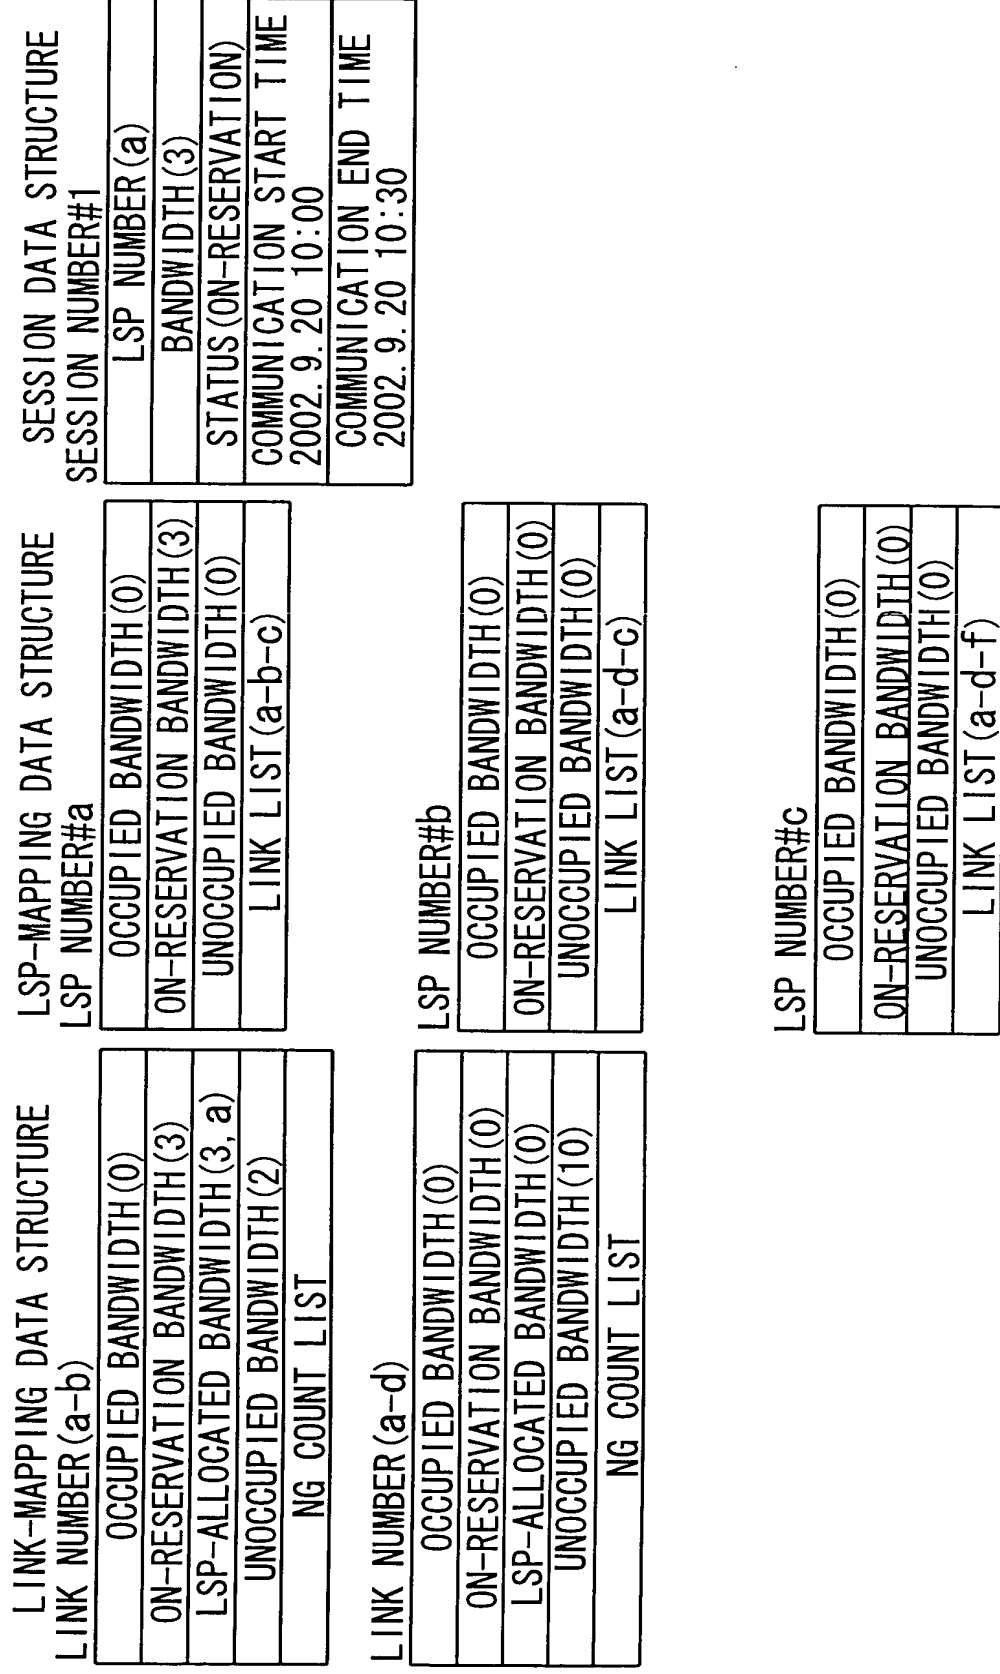 LINK-MAPPING DATA STRUCTURE
LINK NUMBER(a-b)
OCCUPIED BANDWIDTH(0)
ON-RESERVATION BANDWIDTH(3)
LSP-ALLOCATED BANDWIDTH(3,a)
UNOCCUPIED BANDWIDTH(2)
NG COUNT LIST
LINK NUMBER(a-d)
OCCUPIED BANDWIDTH(0)
ON-RESERVATION BANDWIDTH(0)
LSP-ALLOCATED BANDWIDTH(0)
UNOCCUPIED BANDWIDTH(10)
NG COUNT LIST
LSP-MAPPING DATA STRUCTURE
LSP NUMBER#a
OCCUPIED BANDWIDTH(0)
ON-RESERVATION BANDWIDTH(3)
UNOCCUPIED BANDWIDTH(0)
LINK LIST(a-b-c)
LSP NUMBER#b
OCCUPIED BANDWIDTH(0)
ON-RESERVATION BANDWIDTH(0)
UNOCCUPIED BANDWIDTH(0)
LINK LIST(a-d-c)
LSP NUMBER#c
OCCUPIED BANDWIDTH(0)
ON-RESERVATION BANDWIDTH(0)
UNOCCUPIED BANDWIDTH(0)
LINK LIST(a-d-f)
SESSION DATA STRUCTURE
SESSION NUMBER#1
LSP NUMBER(a)
BANDWIDTH(3)
STATUS(ON-RESERVATION)
COMMUNICATION START TIME
2002.9.20 10:00
COMMUNICATION END TIME
2002.9.20 10:30